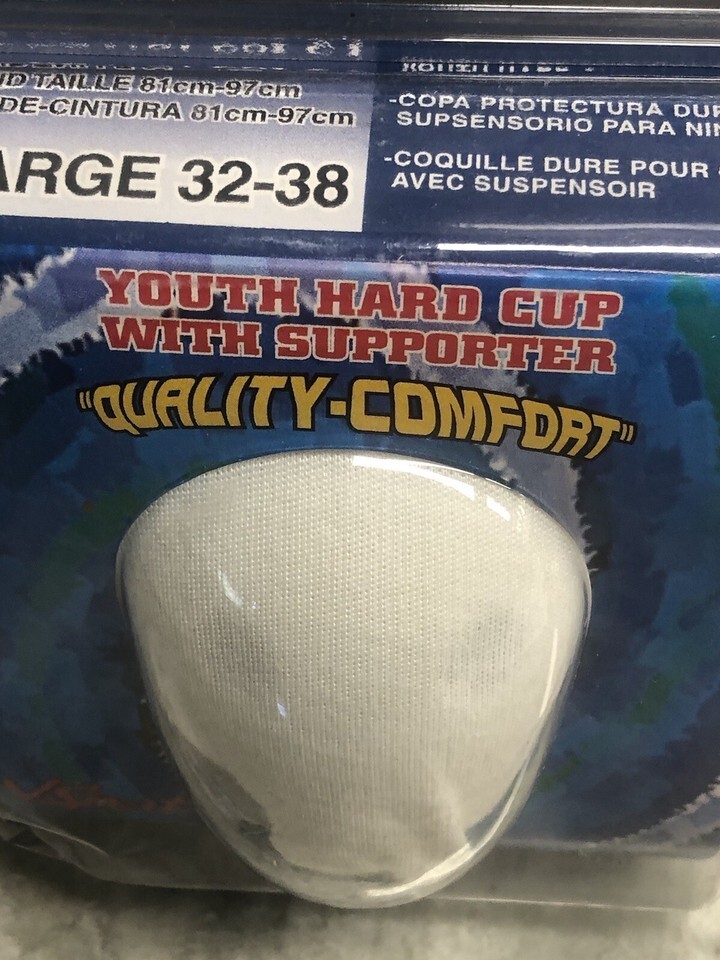 TAILLE 81cm-97cm
DE-CINTURA 81cm-97cm
ARGE 32-38
-COPA PROTECTURA DUR
SUPSENSORIO PARA NIÑ
-COQUILLE DURE POUR
AVEC SUSPENSOIR
YOUTH HARD CUP
WITH SUPPORTER
"QUALITY-COMFORT"